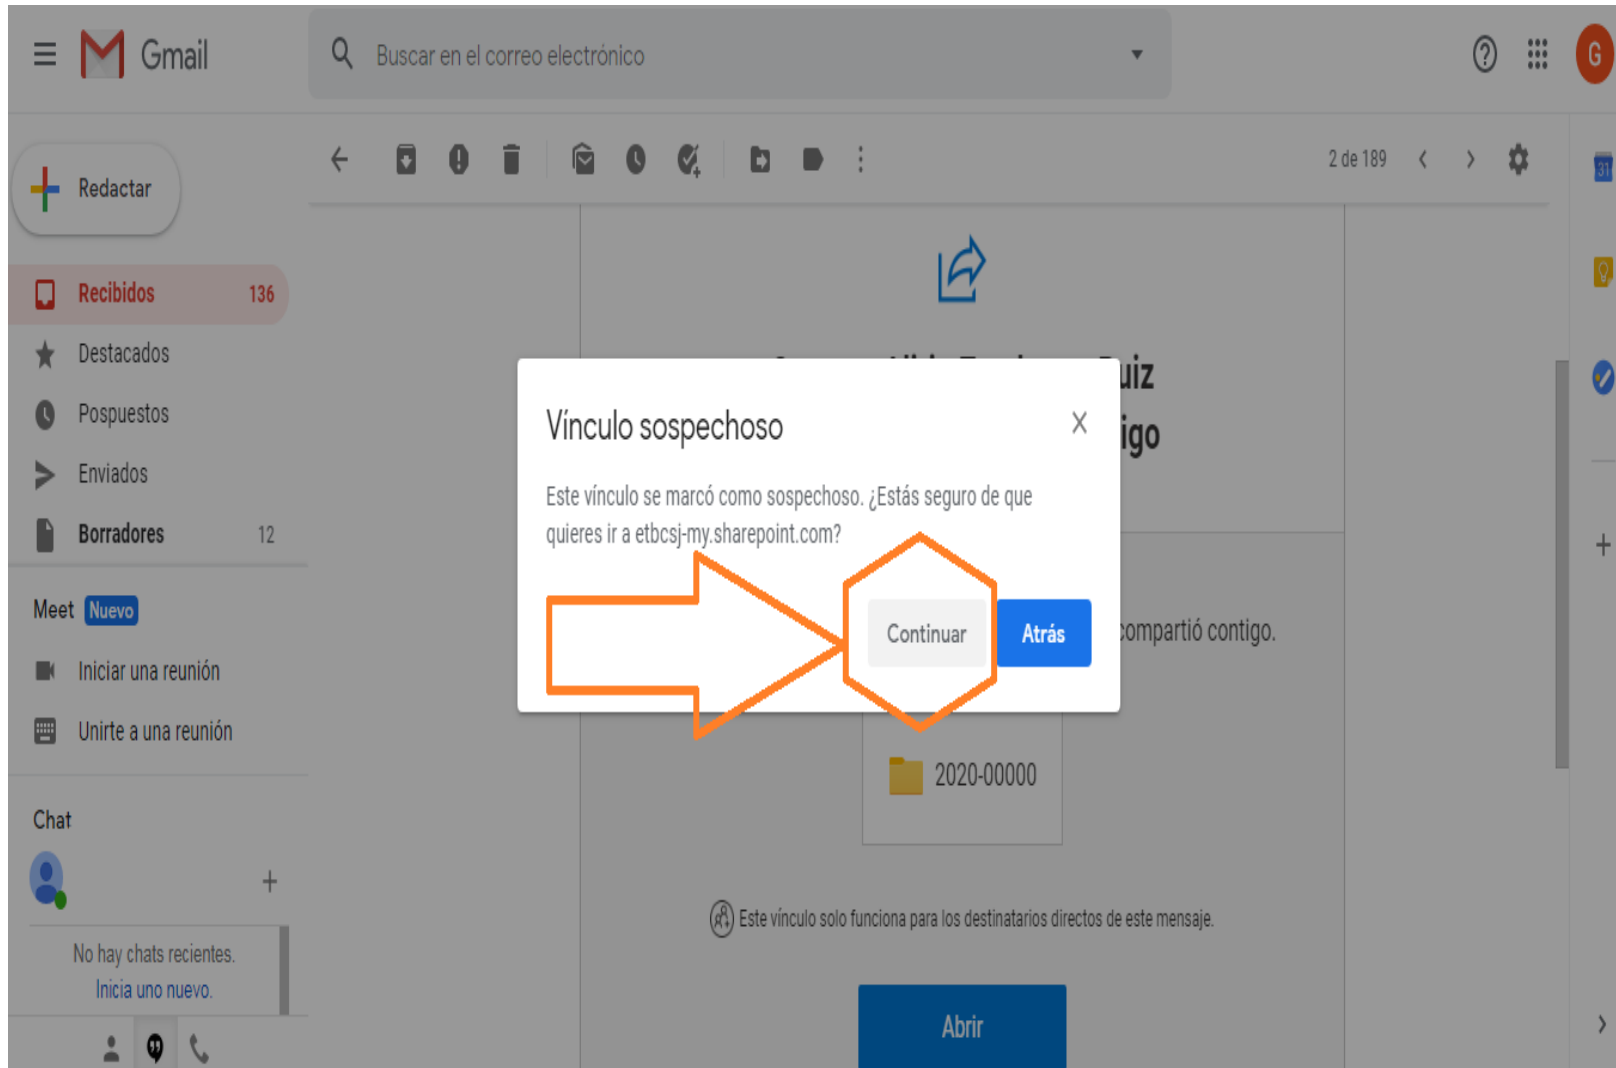 Gmail
Buscar en el correo electrónico
?
G
Redactar
2 de 189
31
Recibidos 136
Destacados
Pospuestos
Enviados
Borradores 12
Meet Nuevo
Iniciar una reunión
Unirte a una reunión
Chat
No hay chats recientes.
Inicia uno nuevo.
uiz
igo
Vínculo sospechoso
X
Este vínculo se marcó como sospechoso. ¿Estás seguro de que
quieres ir a etbcsj-my.sharepoint.com?
Continuar
Atrás
compartió contigo.
2020-00000
Este vínculo solo funciona para los destinatarios directos de este mensaje.
Abrir